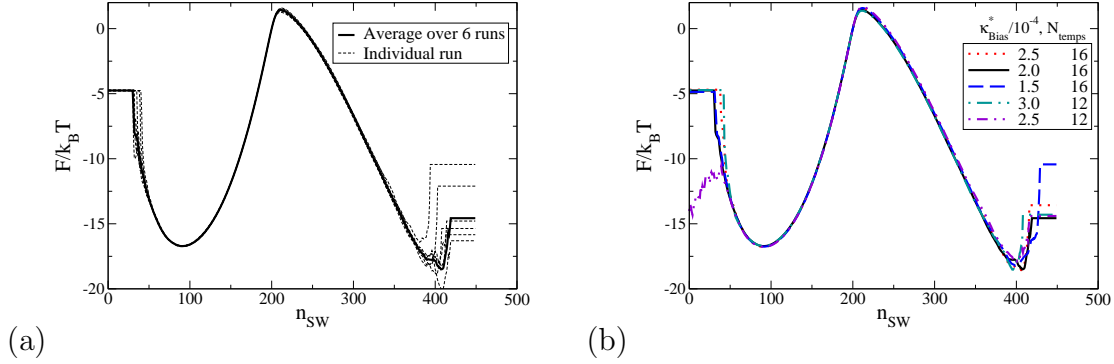 0
-5
-10
-15
-20
F/k_BT
0 100 200 300 400 500
n_SW
Average over 6 runs
Individual run
(a)
0
-5
-10
-15
-20
F/k_BT
0 100 200 300 400 500
n_SW
κ*_Bias/10^-4, N_temps
2.5 16
2.0 16
1.5 16
3.0 12
2.5 12
(b)